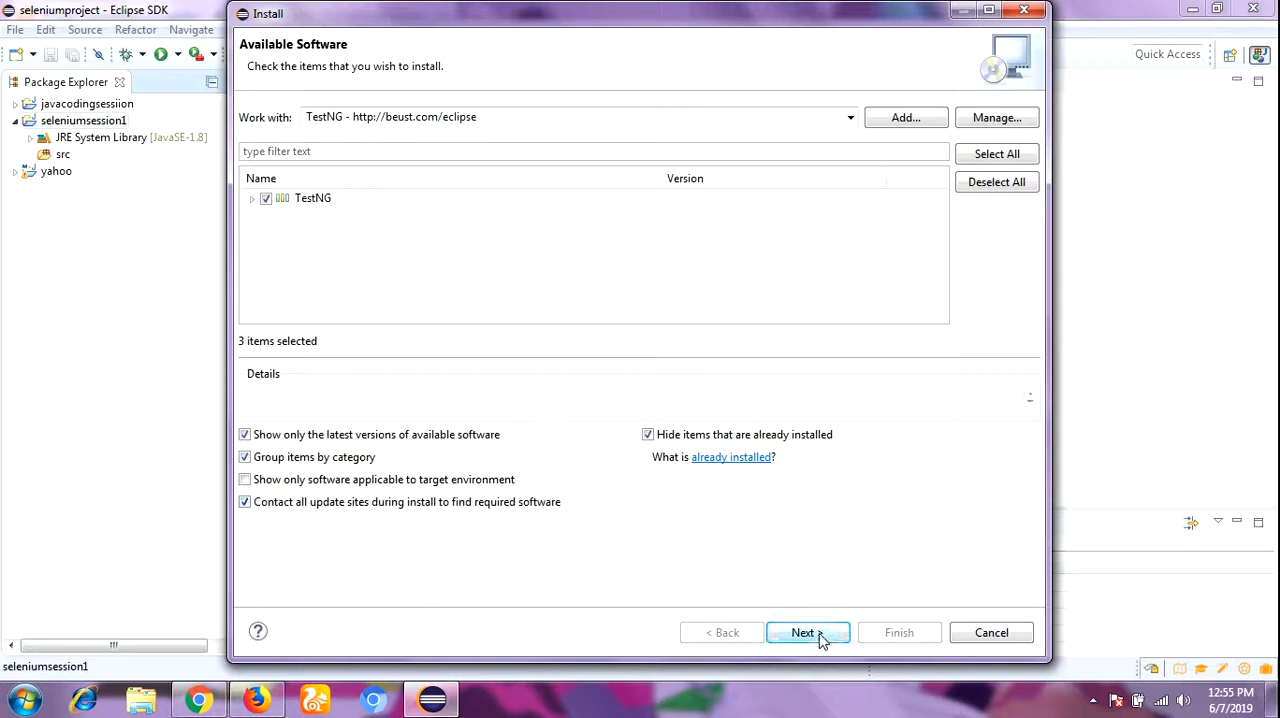 seleniumproject - Eclipse SDK
File Edit Source Refactor Navigate
Quick Access
Package Explorer
javacodingsesiion
seleniumsession1
JRE System Library [JavaSE-1.8]
src
yahoo
Install
Available Software
Check the items that you wish to install.
Work with: TestNG - http://beust.com/eclipse Add... Manage...
type filter text
Select All
Deselect All
Name Version
TestNG
3 items selected
Details
Show only the latest versions of available software
Hide items that are already installed
Group items by category
What is already installed?
Show only software applicable to target environment
Contact all update sites during install to find required software
< Back Next > Finish Cancel
seleniumsession1
12:55 PM
6/7/2019